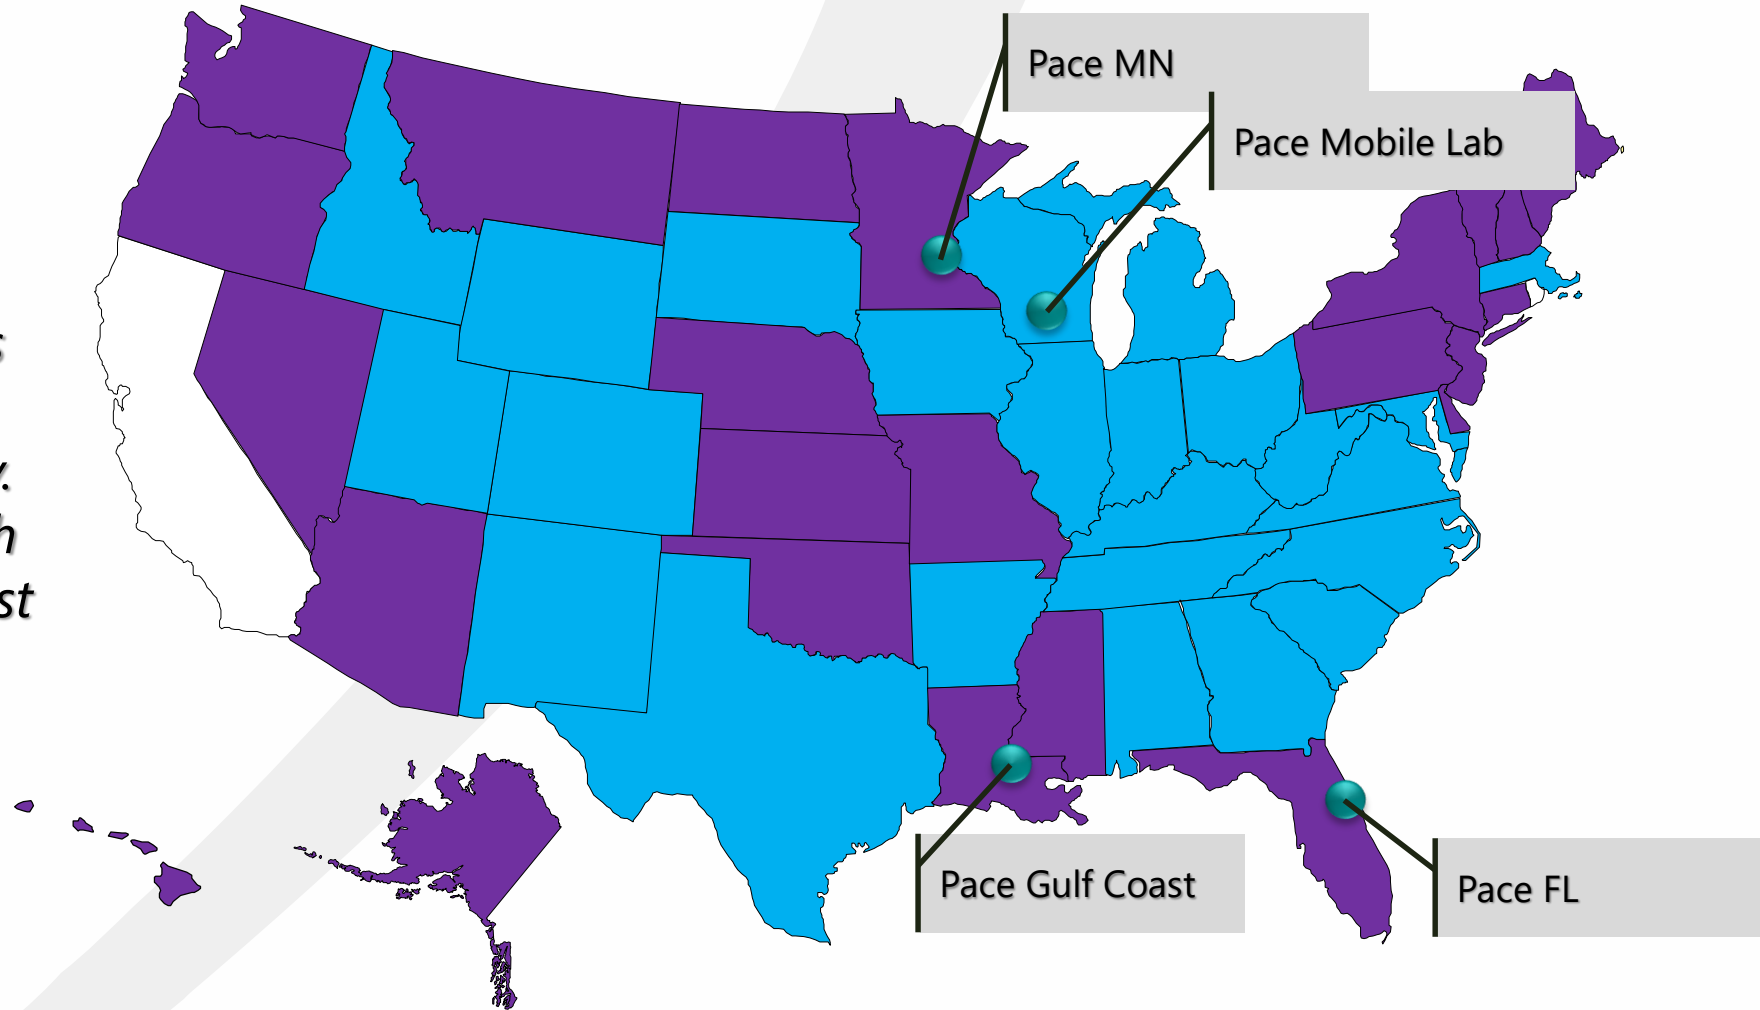 Pace MN
Pace Mobile Lab
Pace Gulf Coast
Pace FL